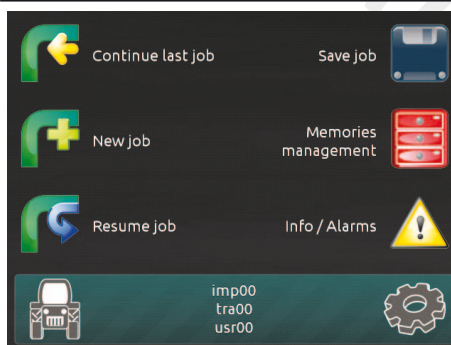 Continue last job
Save job
New job
Memories
management
Resume job
Info / Alarms
imp00
tra00
usr00